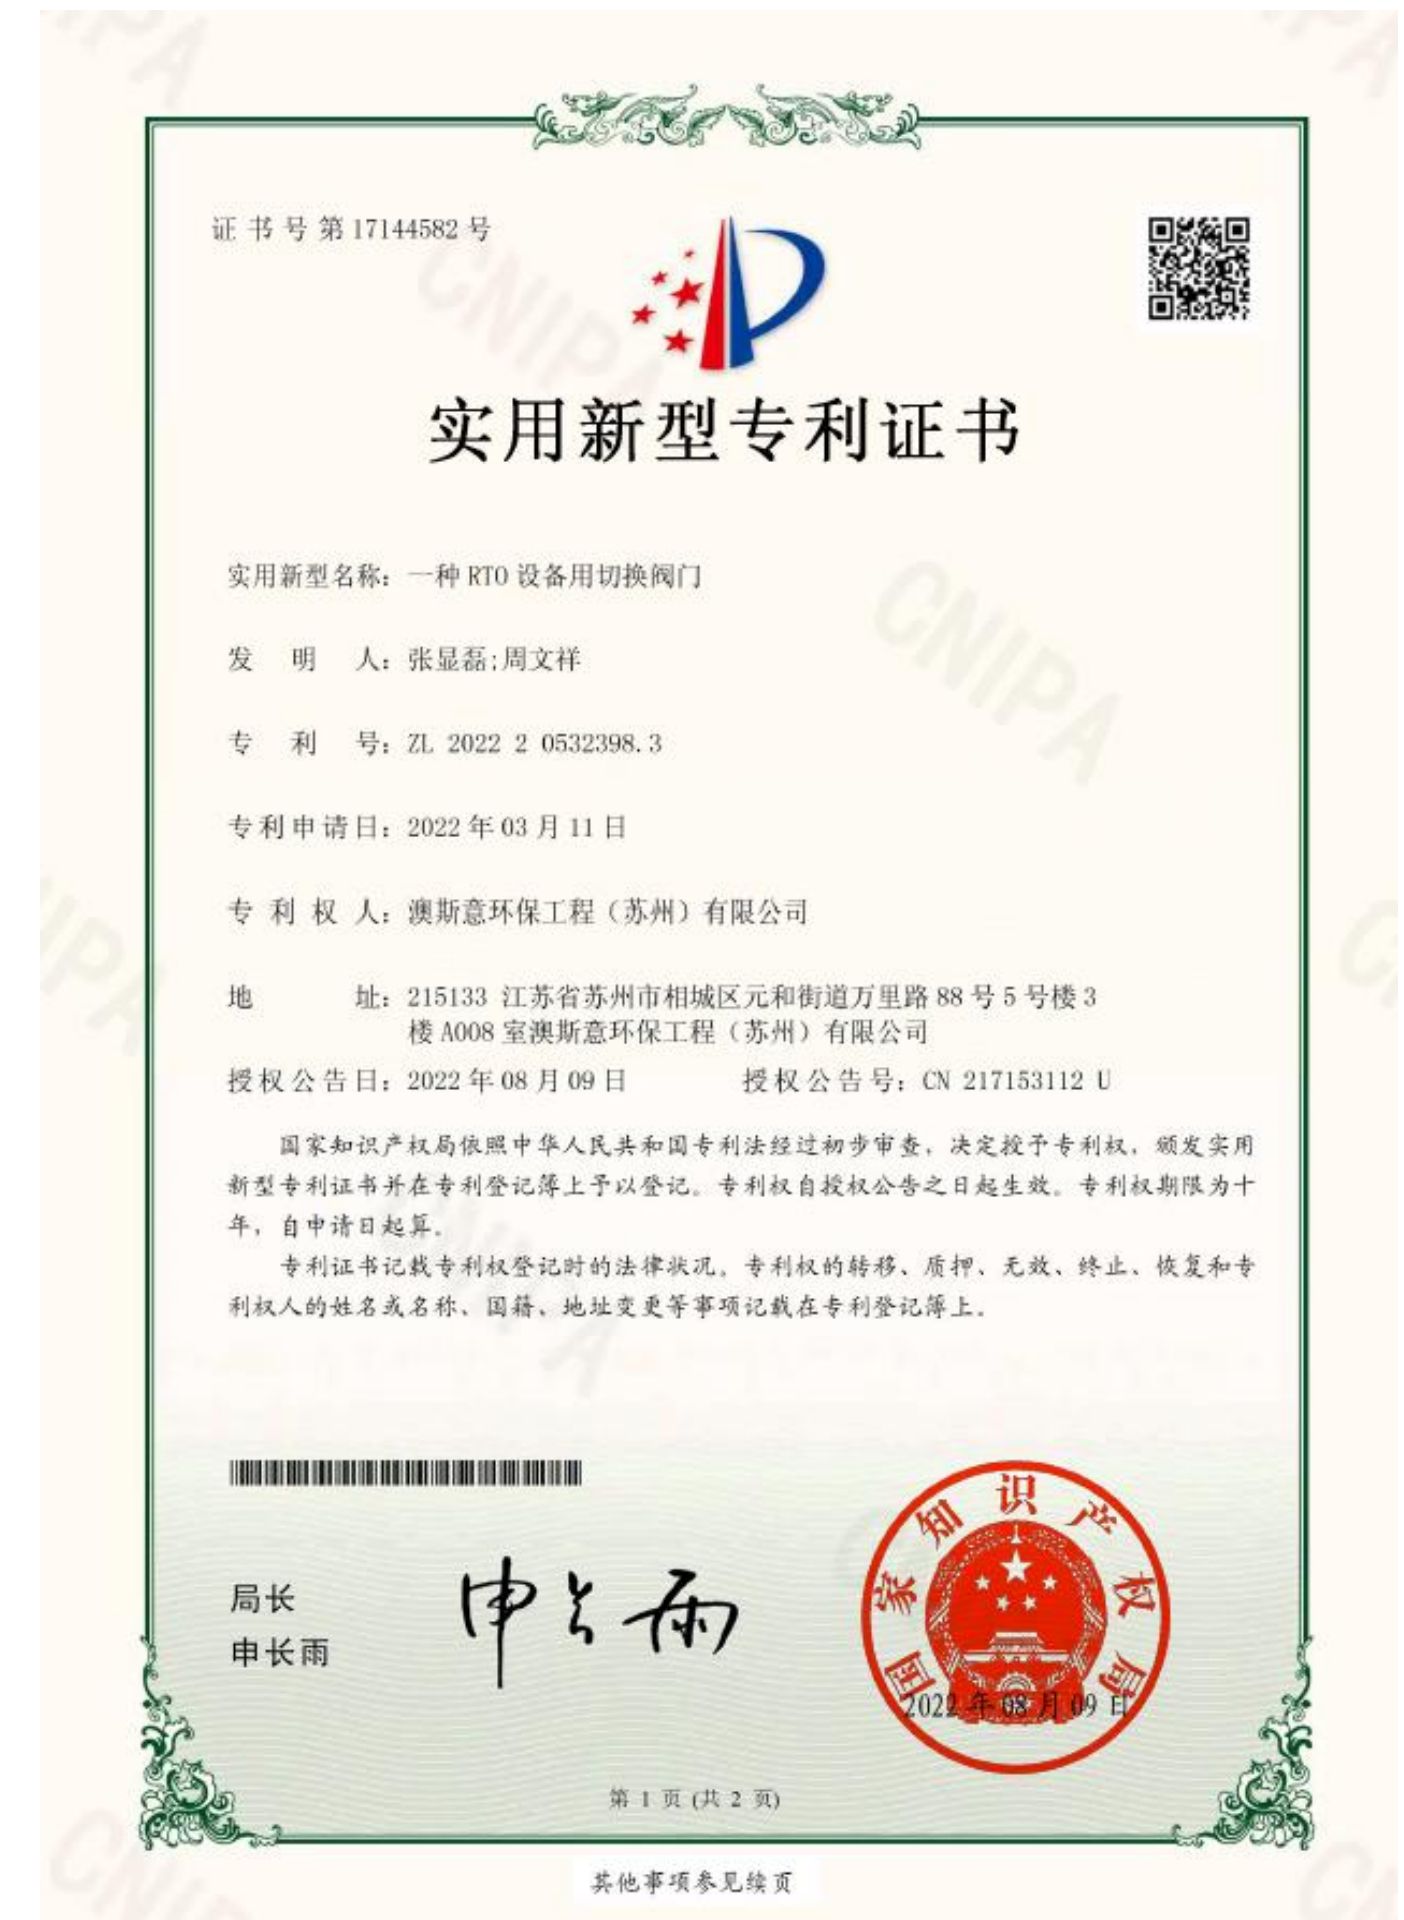 证书号第17144582号
实用新型专利证书
实用新型名称：一种RTO设备用切换阀门
发明人：张显磊;周文祥
专利号：ZL 2022 2 0532398.3
专利申请日：2022年03月11日
专利权人：澳斯意环保工程（苏州）有限公司
地址：215133 江苏省苏州市相城区元和街道万里路88号5号楼3
楼A008室澳斯意环保工程（苏州）有限公司
授权公告日：2022年08月09日 授权公告号：CN 217153112 U
国家知识产权局依照中华人民共和国专利法经过初步审查，决定授予专利权，颁发实用
新型专利证书并在专利登记簿上予以登记。专利权自授权公告之日起生效。专利权期限为十
年，自申请日起算。
专利证书记载专利权登记时的法律状况。专利权的转移、质押、无效、终止、恢复和专
利权人的姓名或名称、国籍、地址变更等事项记载在专利登记簿上。
局长
申长雨
申长雨
国家知识产权局
2022年08月09日
第 1 页 (共 2 页)
其他事项参见续页
CNIPA
CNIPA
CNIPA
CNIPA